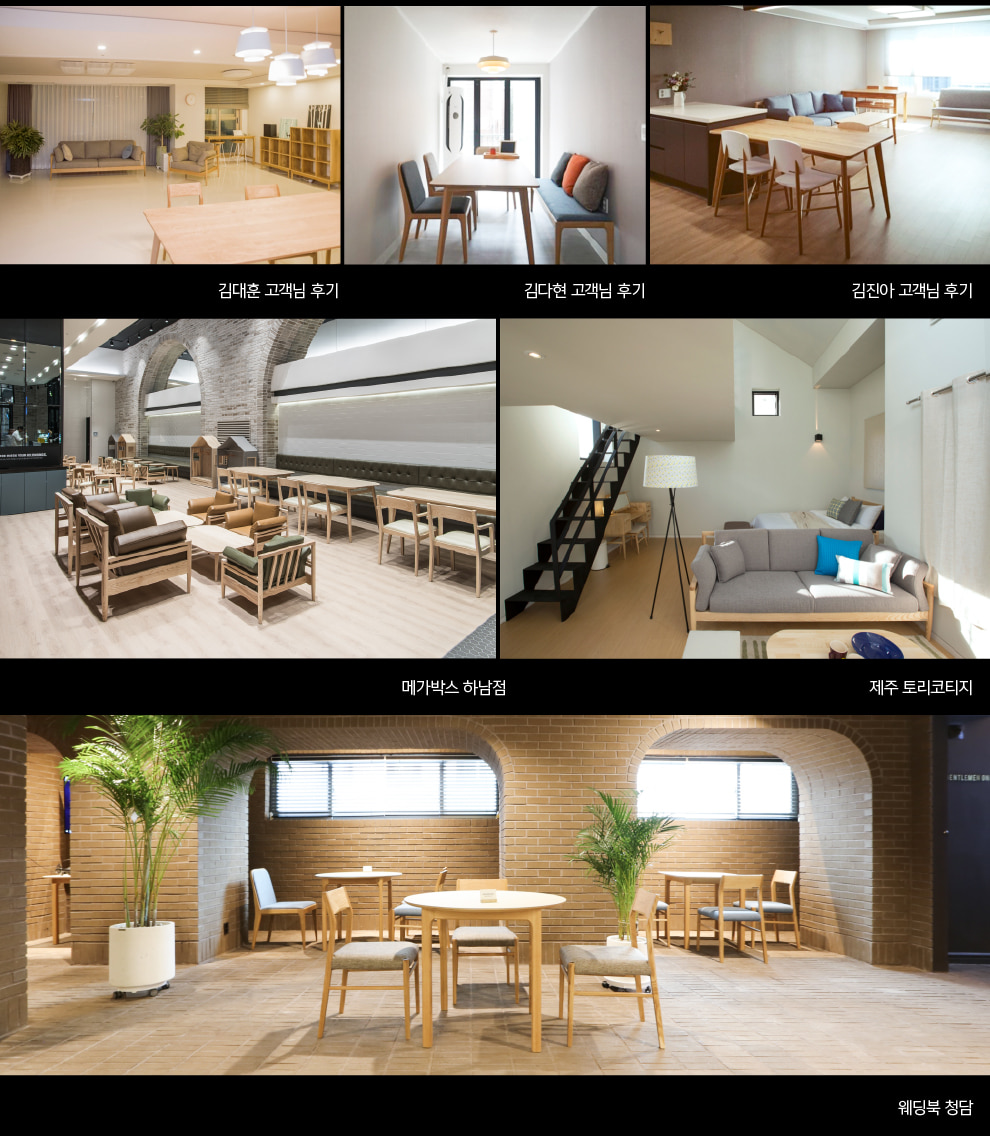 김대훈 고객님 후기
김다현 고객님 후기
김진아 고객님 후기
메가박스 하남점
제주 토리코티지
웨딩북 청담